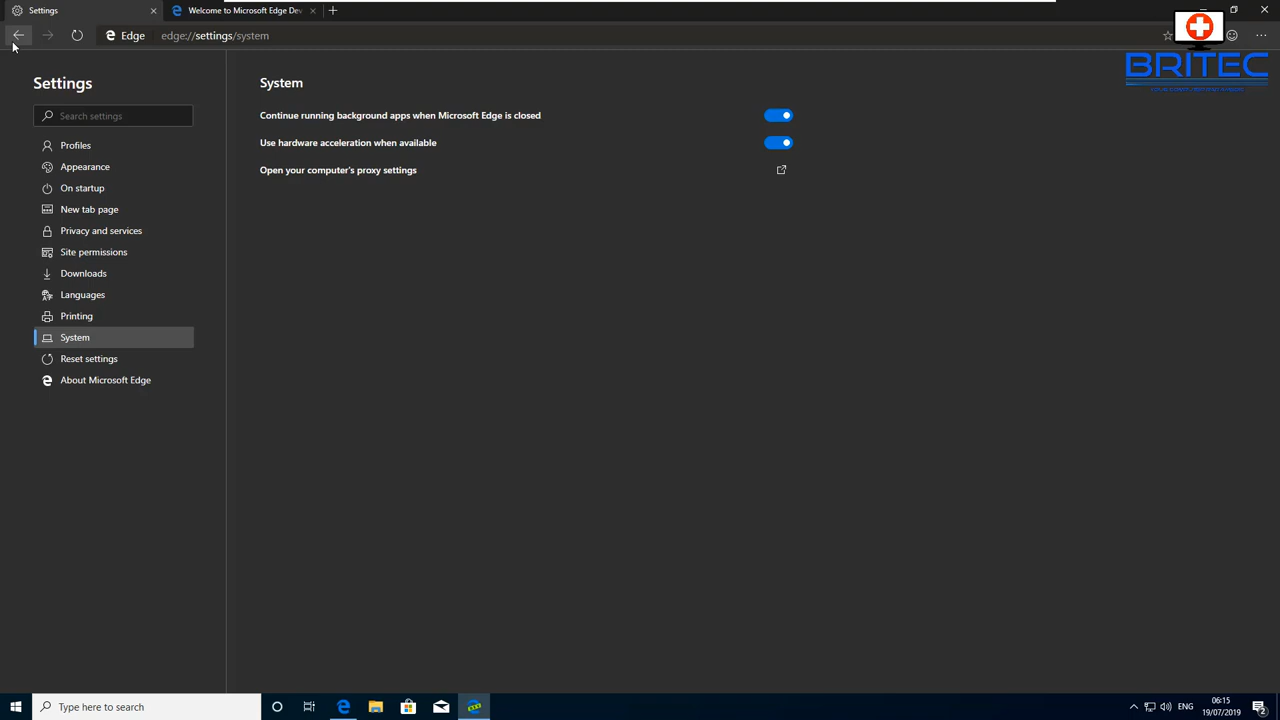 Settings
Welcome to Microsoft Edge Dev
Edge
edge://settings/system
BRITEC
Settings
Search settings
Profiles
Appearance
On startup
New tab page
Privacy and services
Site permissions
Downloads
Languages
Printing
System
Reset settings
About Microsoft Edge
System
Continue running background apps when Microsoft Edge is closed
Use hardware acceleration when available
Open your computer's proxy settings
Type here to search
ENG
06:15
19/07/2019
2